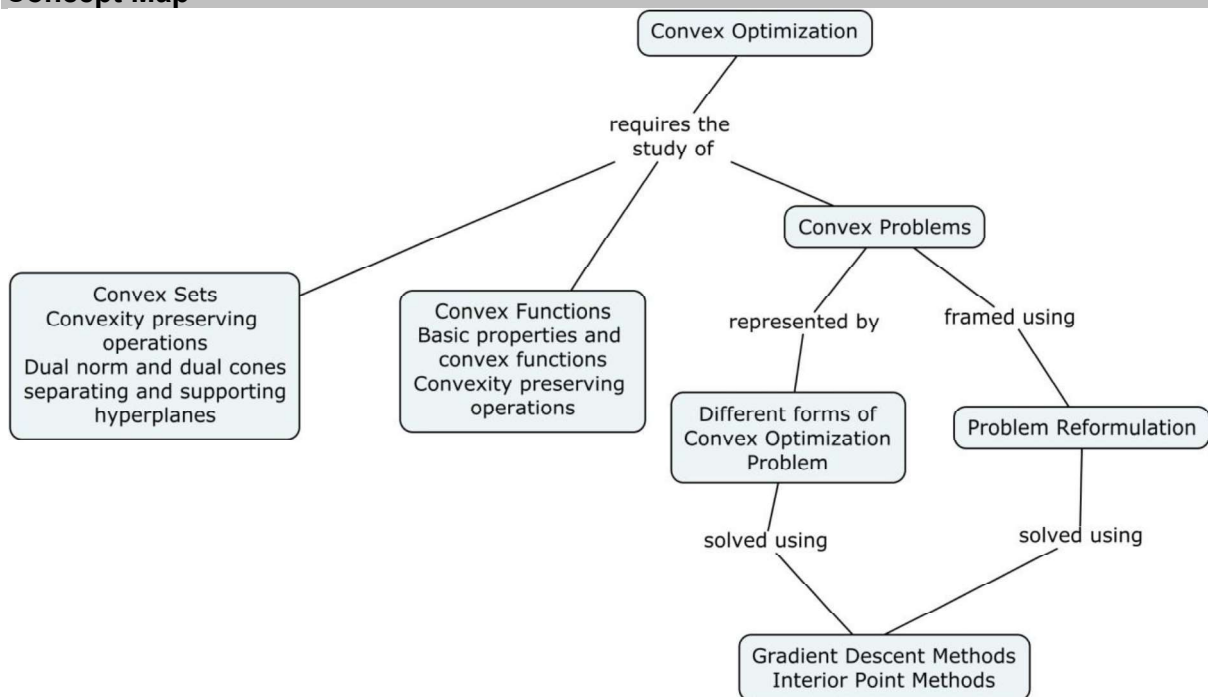 Concept Map
Convex Optimization
requires the
study of
Convex Problems
Convex Sets
Convexity preserving
operations
Dual norm and dual cones
separating and supporting
hyperplanes
Convex Functions
Basic properties and
convex functions
Convexity preserving
operations
represented by
framed using
Different forms of
Convex Optimization
Problem
Problem Reformulation
solved using
solved using
Gradient Descent Methods
Interior Point Methods